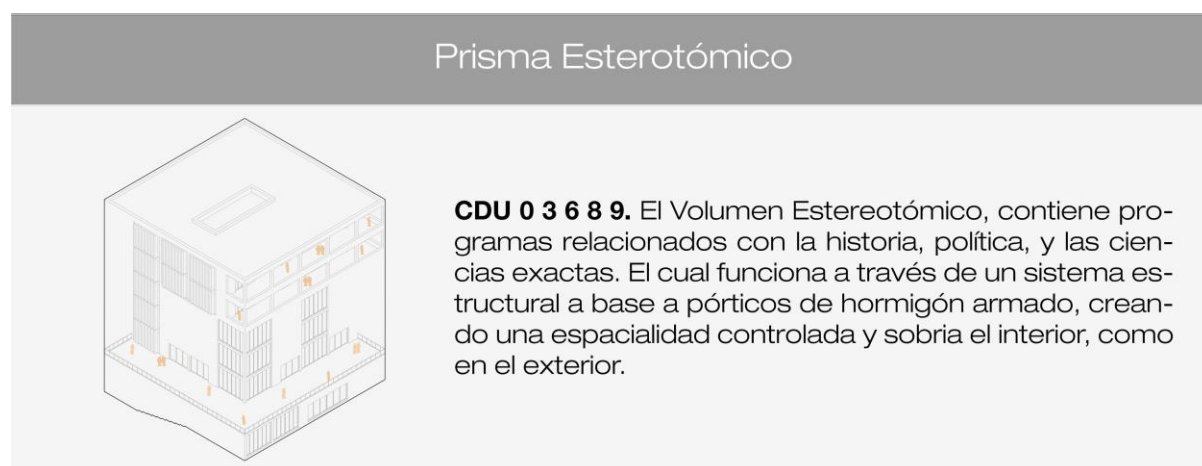 Prisma Esterotómico
CDU 0 3 6 8 9. El Volumen Estereotómico, contiene pro-
gramas relacionados con la historia, política, y las cien-
cias exactas. El cual funciona a través de un sistema es-
tructural a base a pórticos de hormigón armado, crean-
do una espacialidad controlada y sobria el interior, como
en el exterior.